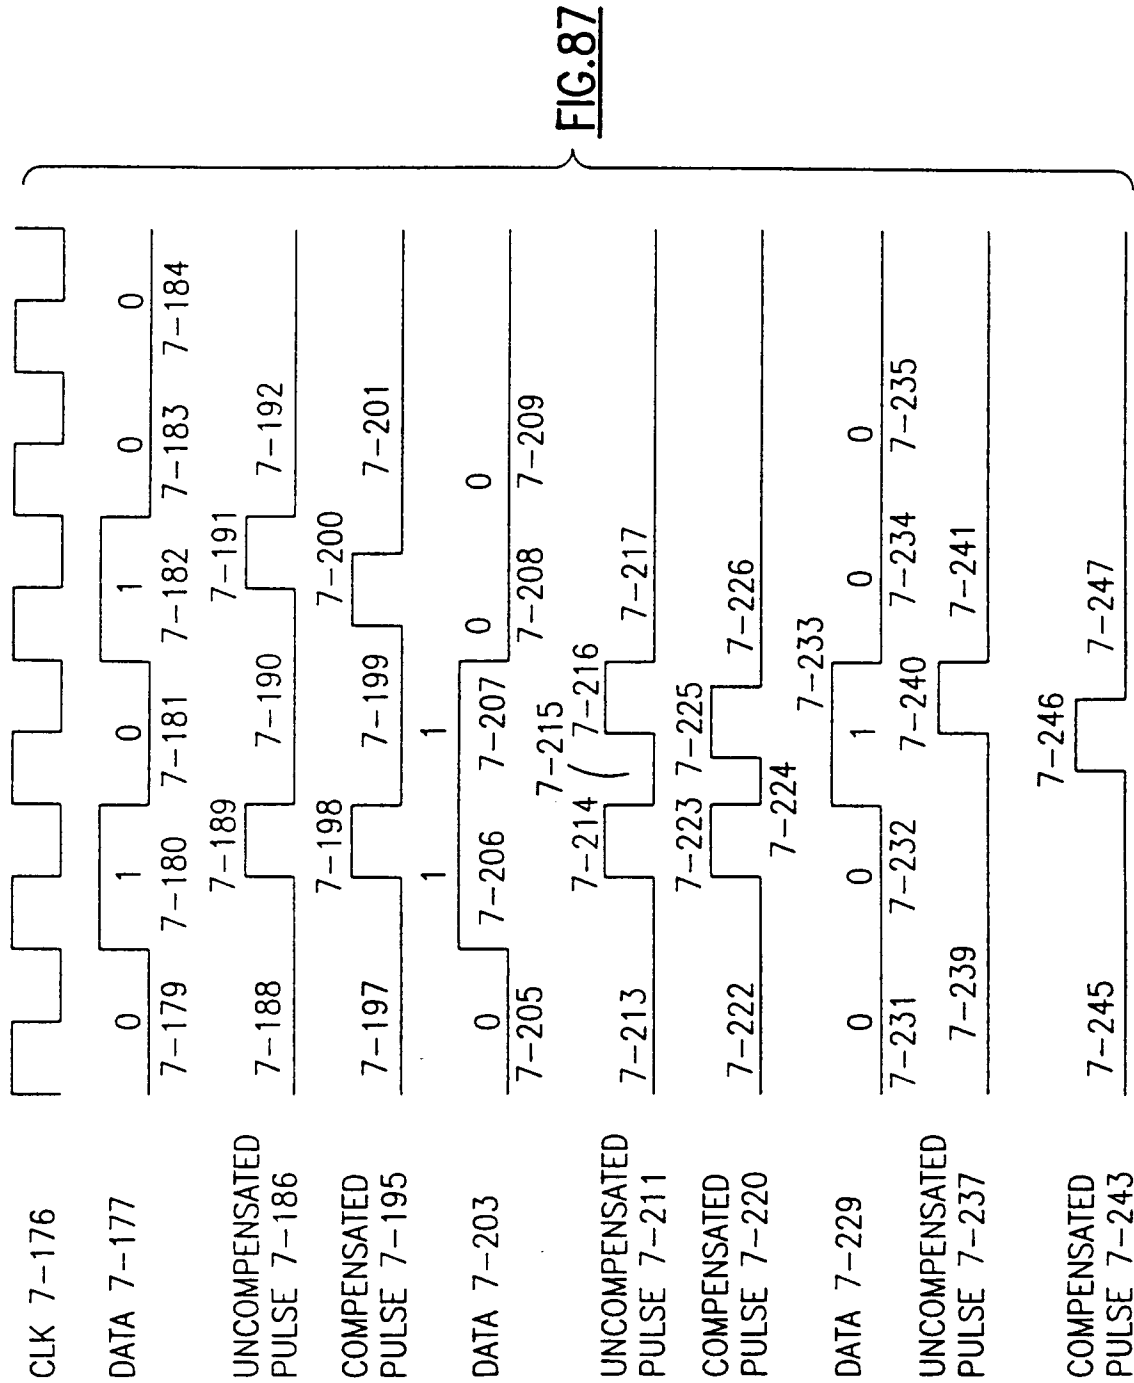 CLK 7-176
DATA 7-177
0 1 0 1 0 0
7-179 7-180 7-181 7-182 7-183 7-184
UNCOMPENSATED
PULSE 7-186
7-188 7-189 7-190 7-191 7-192
COMPENSATED
PULSE 7-195
7-197 7-198 7-199 7-200 7-201
DATA 7-203
0 1 1 0 0
7-205 7-206 7-207 7-208 7-209
UNCOMPENSATED
PULSE 7-211
7-213 7-214 7-215 7-216 7-217
COMPENSATED
PULSE 7-220
7-222 7-223 7-224 7-225 7-226
DATA 7-229
0 0 1 0 0
7-231 7-232 7-233 7-234 7-235
UNCOMPENSATED
PULSE 7-237
7-239 7-240 7-241
COMPENSATED
PULSE 7-243
7-245 7-246 7-247
FIG.87